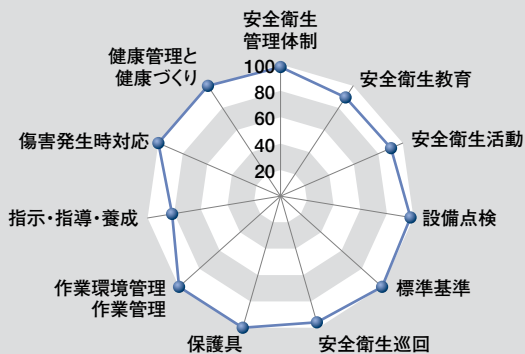 安全衛生
管理体制
安全衛生教育
安全衛生活動
設備点検
標準基準
安全衛生巡回
保護具
作業環境管理
作業管理
指示・指導・養成
傷害発生時対応
健康管理と
健康づくり
100
80
60
40
20